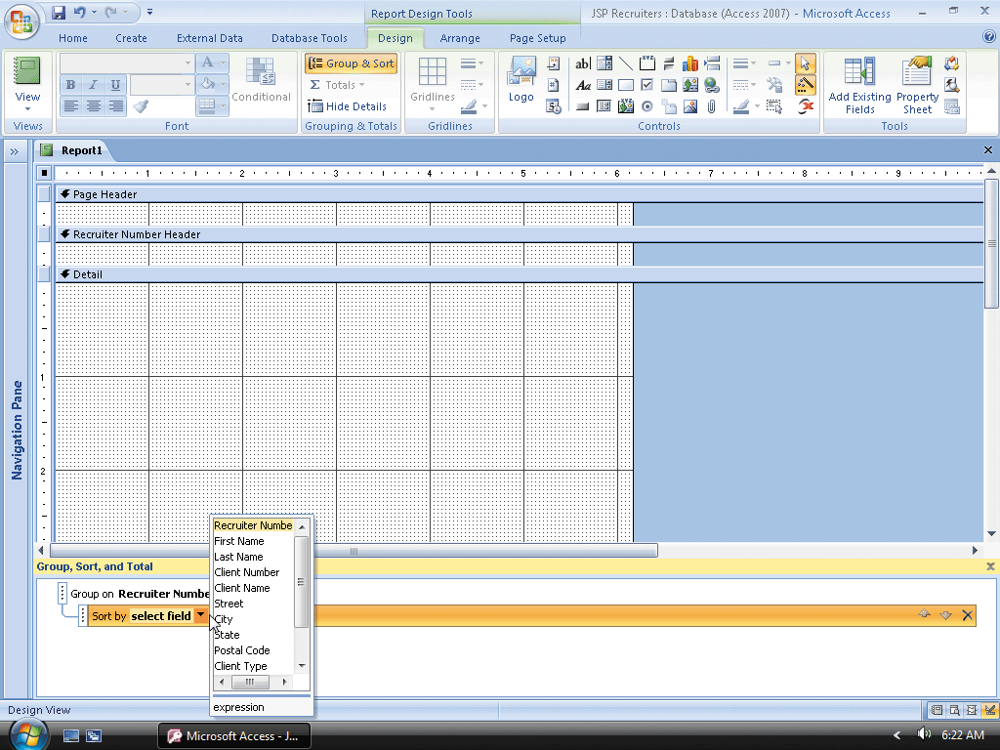 Report Design Tools
JSP Recruiters : Database (Access 2007) - Microsoft Access
Home Create External Data Database Tools Design Arrange Page Setup
View
Views
B I U
A
Conditional
Font
Group & Sort
Σ Totals
Hide Details
Grouping & Totals
Gridlines
Gridlines
Logo
ab|
Aa
Controls
Add Existing Fields
Property Sheet
Tools
» Report1
1 2 3 4 5 6 7 8 9
Page Header
Recruiter Number Header
Detail
1
2
Navigation Pane
Recruiter Numbe
First Name
Last Name
Client Number
Client Name
Street
City
State
Postal Code
Client Type
expression
Group, Sort, and Total
Group on Recruiter Numbe
Sort by select field
Design View
Microsoft Access - J...
6:22 AM